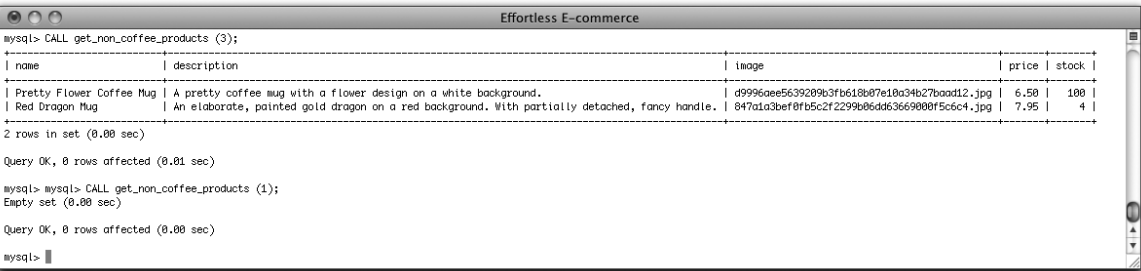 Effortless E-commerce
mysql> CALL get_non_coffee_products (3);
+--------------------------+------------------------------------------------------------------------------------------+----------------------------------------------+-------+-------+
| name | description | image | price | stock |
+--------------------------+------------------------------------------------------------------------------------------+----------------------------------------------+-------+-------+
| Pretty Flower Coffee Mug | A pretty coffee mug with a flower design on a white background. | d9996aee5639209b3fb618b07e10a34b27baad12.jpg | 6.50 | 100 |
| Red Dragon Mug | An elaborate, painted gold dragon on a red background. With partially detached, fancy handle. | 847a1a3bef0fb5c2f2299b06dd63669000f5c6c4.jpg | 7.95 | 4 |
+--------------------------+------------------------------------------------------------------------------------------+----------------------------------------------+-------+-------+
2 rows in set (0.00 sec)
Query OK, 0 rows affected (0.01 sec)
mysql> mysql> CALL get_non_coffee_products (1);
Empty set (0.00 sec)
Query OK, 0 rows affected (0.00 sec)
mysql>